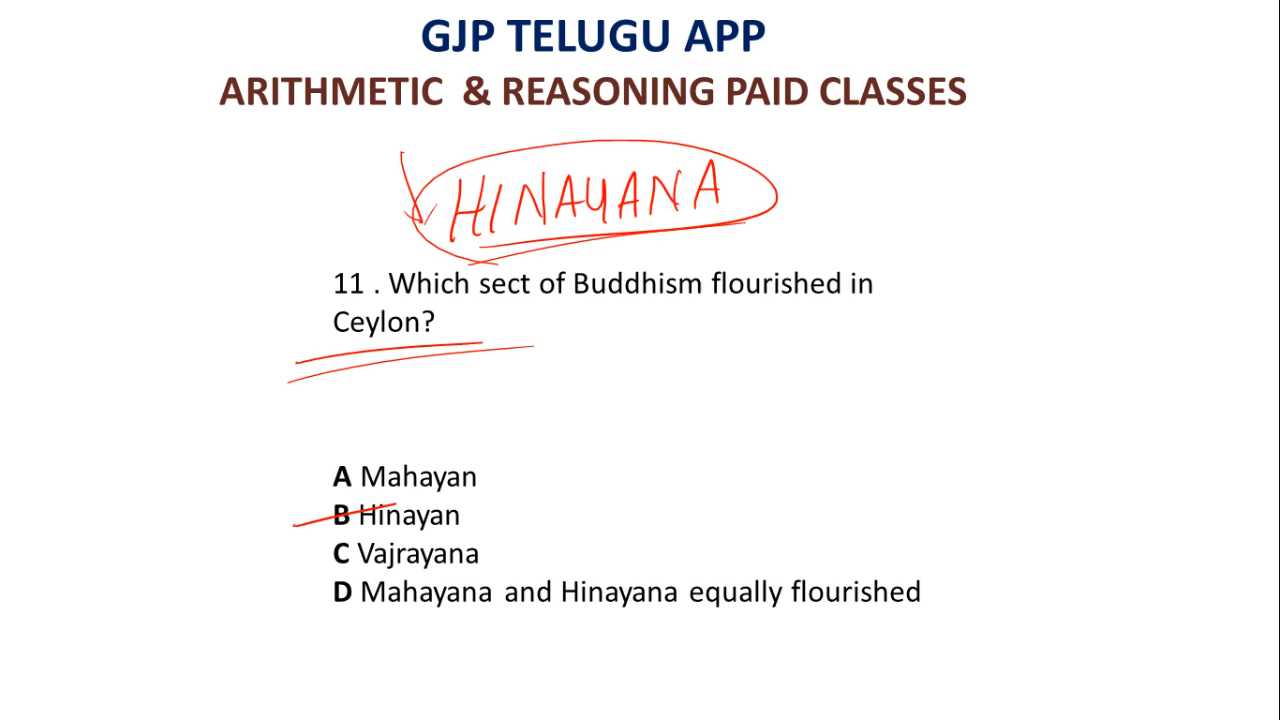 GJP TELUGU APP
ARITHMETIC & REASONING PAID CLASSES
HINAYANA
11 . Which sect of Buddhism flourished in
Ceylon?
A Mahayan
B Hinayan
C Vajrayana
D Mahayana and Hinayana equally flourished